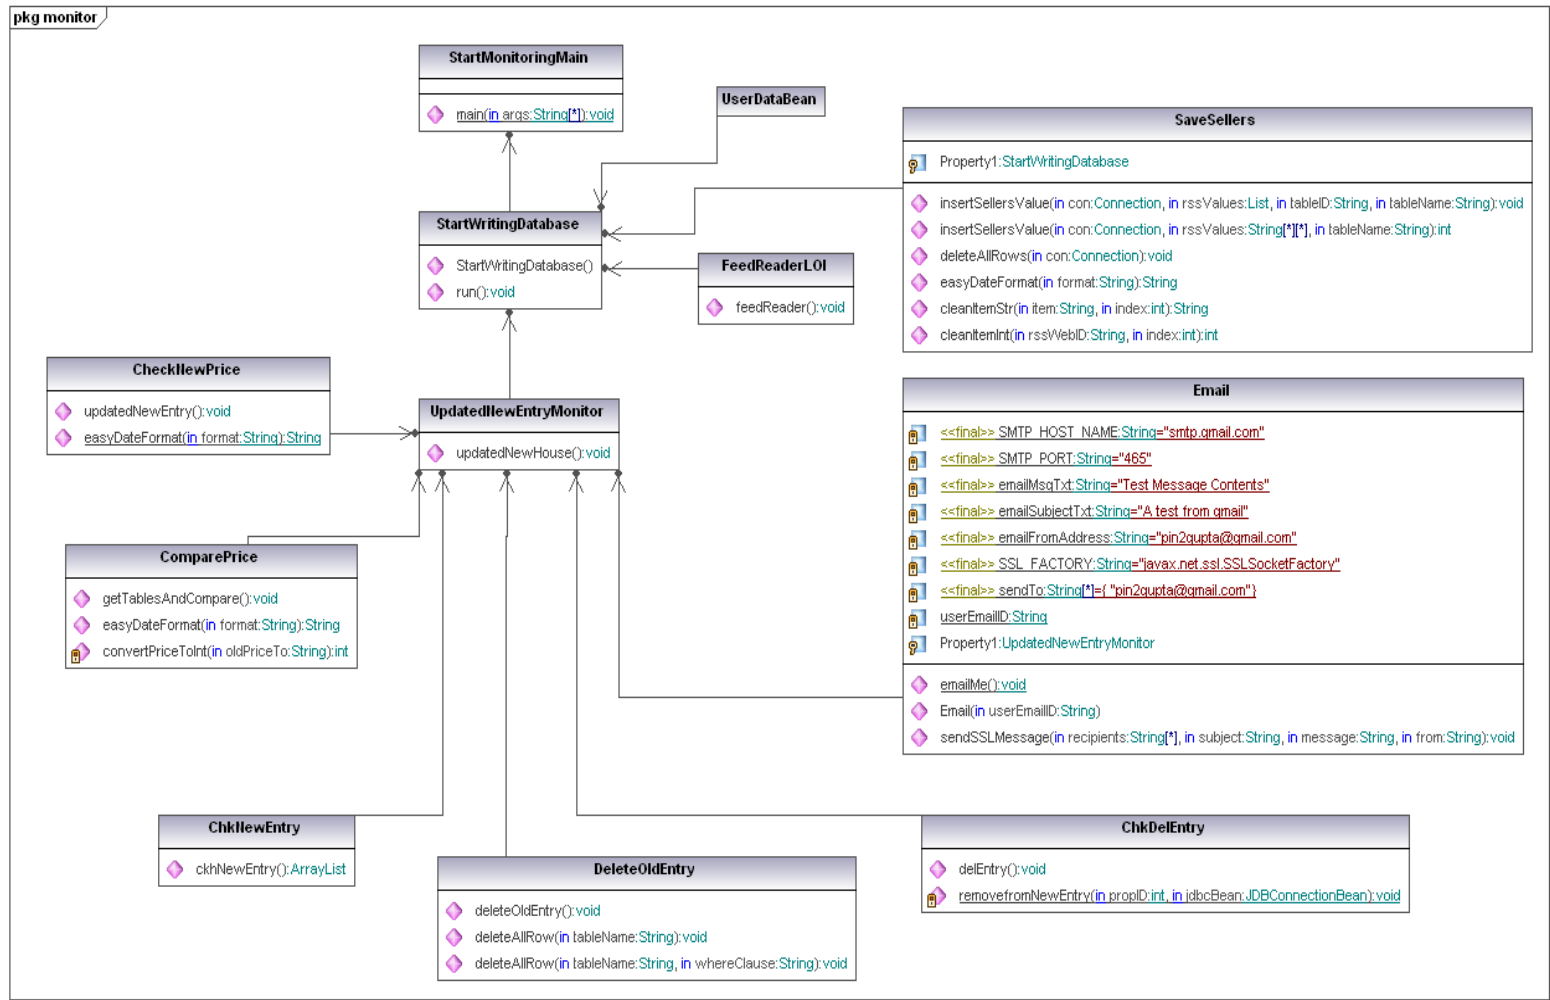 pkg monitor
StartMonitoringMain
main(in args:String[*]):void
UserDataBean
SaveSellers
Property1:StartWritingDatabase
insertSellersValue(in con:Connection, in rssValues:List, in tableID:String, in tableName:String):void
insertSellersValue(in con:Connection, in rssValues:String[*][*], in tableName:String):int
deleteAllRows(in con:Connection):void
easyDateFormat(in format:String):String
cleanItemStr(in item:String, in index:int):String
cleanItemInt(in rssWebID:String, in index:int):int
StartWritingDatabase
StartWritingDatabase()
run():void
FeedReaderLOI
feedReader():void
CheckNewPrice
updatedNewEntry():void
easyDateFormat(in format:String):String
UpdatedNewEntryMonitor
updatedNewHouse():void
Email
<<final>> SMTP_HOST_NAME:String="smtp.gmail.com"
<<final>> SMTP_PORT:String="465"
<<final>> emailMsgTxt:String="Test Message Contents"
<<final>> emailSubjectTxt:String="A test from gmail"
<<final>> emailFromAddress:String="pin2gupta@gmail.com"
<<final>> SSL_FACTORY:String="javax.net.ssl.SSLSocketFactory"
<<final>> sendTo:String[*]={ "pin2gupta@gmail.com"}
userEmailID:String
Property1:UpdatedNewEntryMonitor
emailMe():void
Email(in userEmailID:String)
sendSSLMessage(in recipients:String[*], in subject:String, in message:String, in from:String):void
ComparePrice
getTablesAndCompare():void
easyDateFormat(in format:String):String
convertPriceToInt(in oldPriceTo:String):int
ChkNewEntry
ckhNewEntry():ArrayList
DeleteOldEntry
deleteOldEntry():void
deleteAllRow(in tableName:String):void
deleteAllRow(in tableName:String, in whereClause:String):void
ChkDelEntry
delEntry():void
removefromNewEntry(in propID:int, in jdbcBean:JDBConnectionBean):void